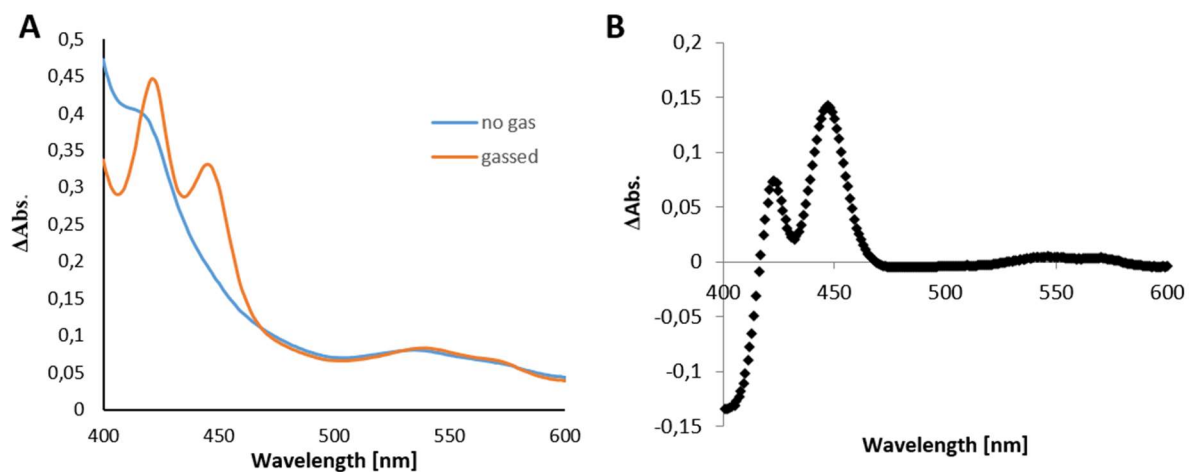 A
0,5
0,45
0,4
0,35
0,3
0,25
0,2
0,15
0,1
0,05
0
ΔAbs.
no gas
gassed
400 450 500 550 600
Wavelength [nm]
B
0,2
0,15
0,1
0,05
0
-0,05
-0,1
-0,15
ΔAbs.
400 450 500 550 600
Wavelength [nm]